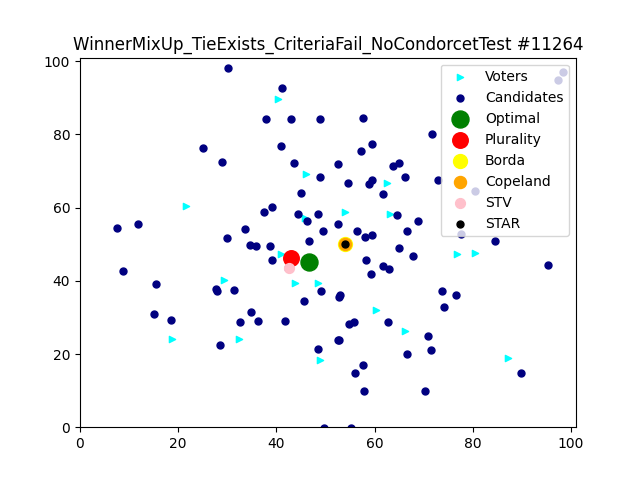 WinnerMixUp_TieExists_CriteriaFail_NoCondorcetTest #11264
100
80
60
40
20
0
0
20
40
60
80
100
Voters
Candidates
Optimal
Plurality
Borda
Copeland
STV
STAR